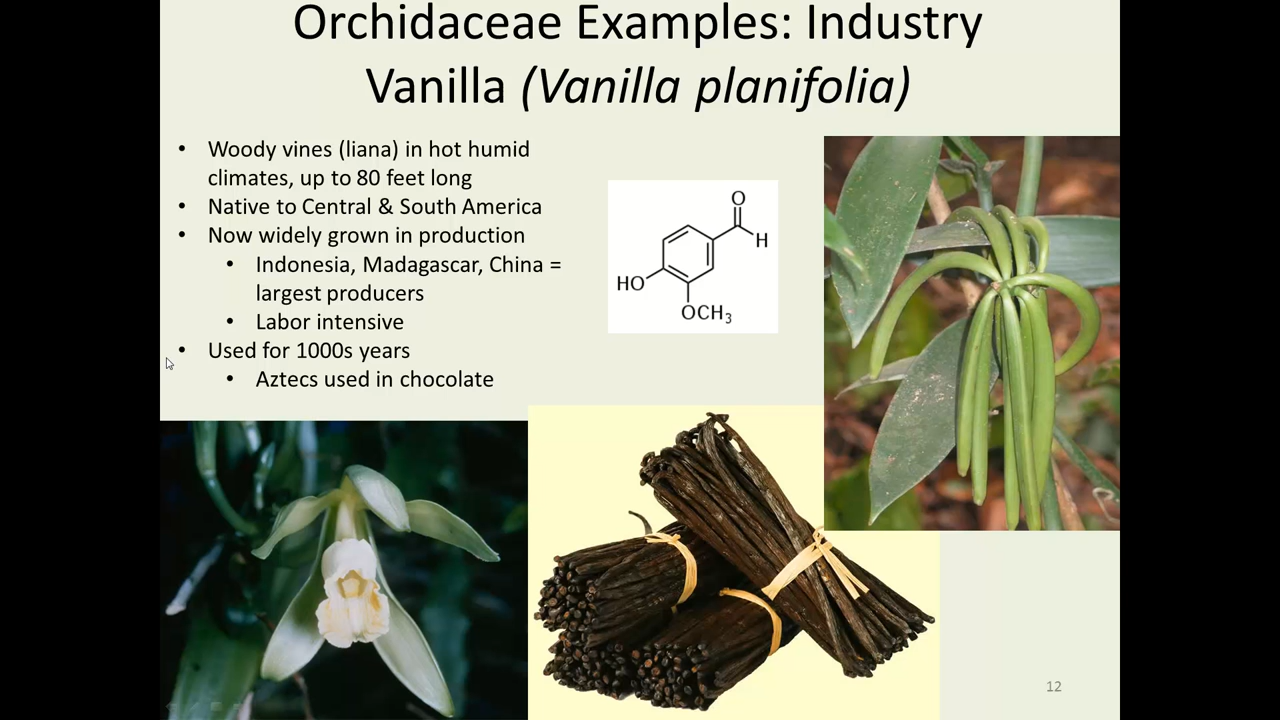 Orchidaceae Examples: Industry
Vanilla (Vanilla planifolia)
• Woody vines (liana) in hot humid
climates, up to 80 feet long
• Native to Central & South America
• Now widely grown in production
• Indonesia, Madagascar, China =
largest producers
• Labor intensive
• Used for 1000s years
• Aztecs used in chocolate
O
H
HO
OCH₃
12